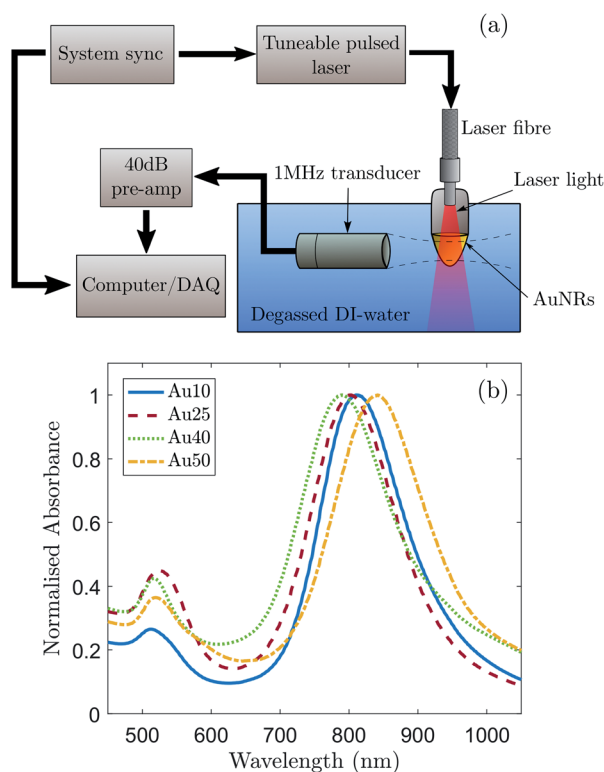 (a)
System sync
Tuneable pulsed
laser
Laser fibre
40dB
pre-amp
1MHz transducer
Laser light
Computer/DAQ
Degassed DI-water
AuNRs
(b)
Au10
Au25
Au40
Au50
Normalised Absorbance
1
0.8
0.6
0.4
0.2
0
500
600
700
800
900
1000
Wavelength (nm)